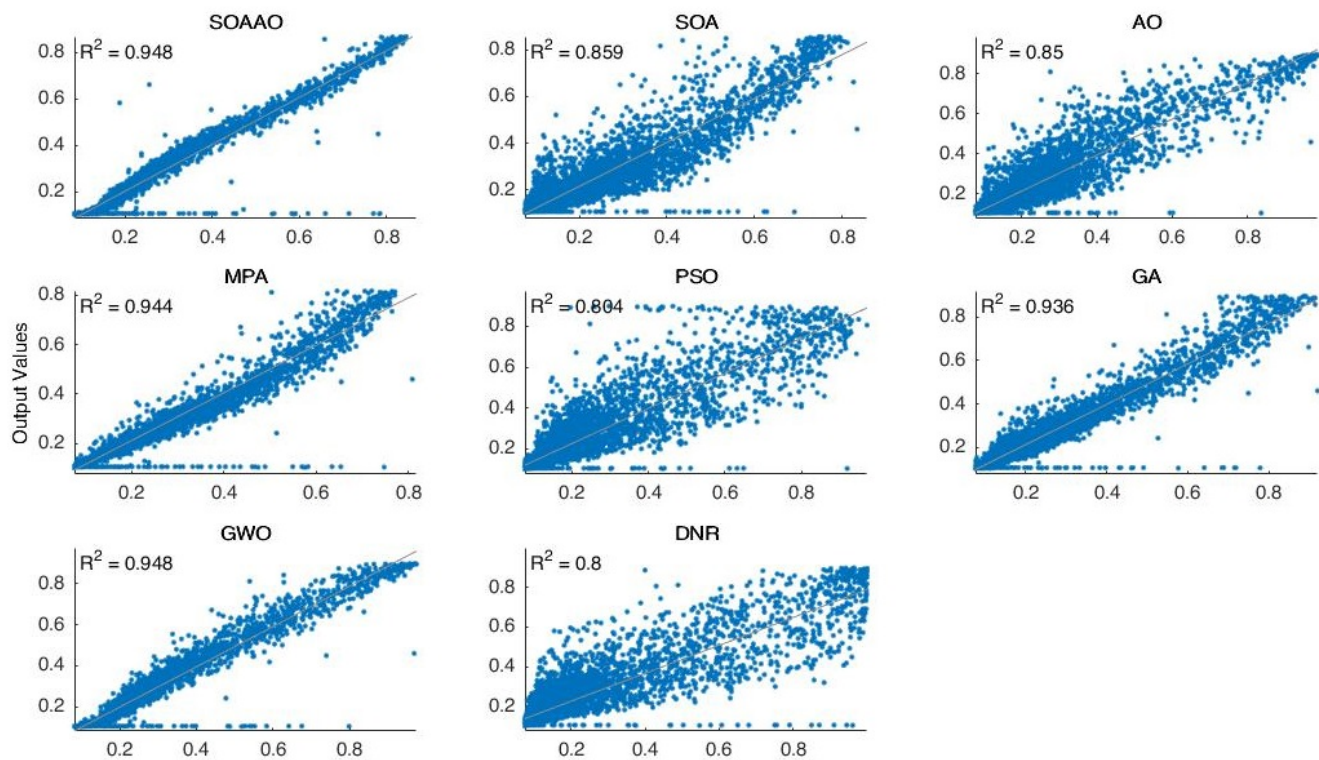 SOAAO
SOA
AO
R² = 0.948
R² = 0.859
R² = 0.85
0.8
0.6
0.4
0.2
0.2 0.4 0.6 0.8
0.8
0.6
0.4
0.2
0.2 0.4 0.6 0.8
0.8
0.6
0.4
0.2
0.2 0.4 0.6 0.8
MPA
PSO
GA
R² = 0.944
R² = 0.804
R² = 0.936
Output Values
0.8
0.6
0.4
0.2
0.2 0.4 0.6 0.8
0.8
0.6
0.4
0.2
0.2 0.4 0.6 0.8
0.8
0.6
0.4
0.2
0.2 0.4 0.6 0.8
GWO
DNR
R² = 0.948
R² = 0.8
0.8
0.6
0.4
0.2
0.2 0.4 0.6 0.8
0.8
0.6
0.4
0.2
0.2 0.4 0.6 0.8